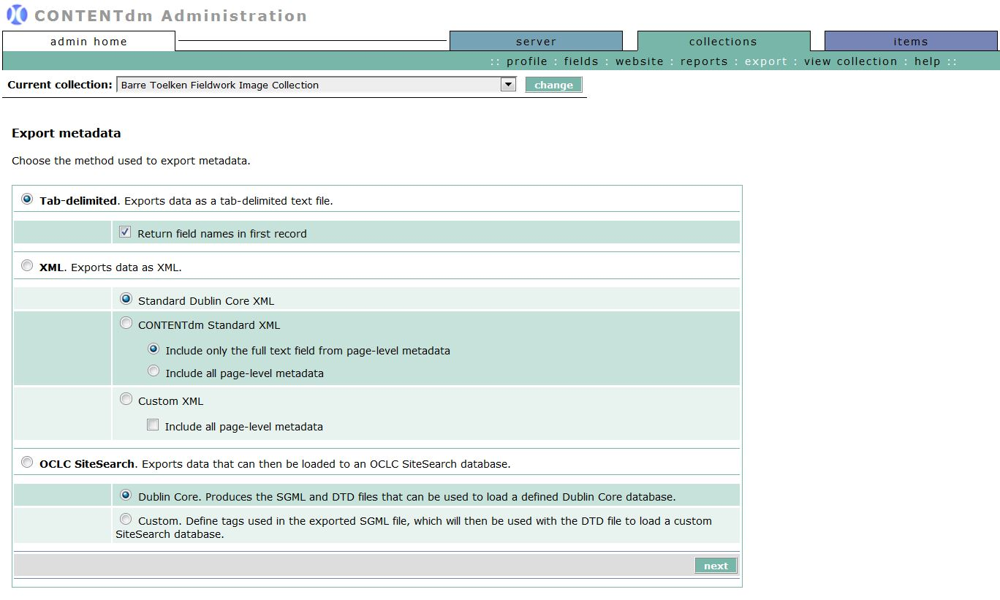 CONTENTdm Administration
admin home server collections items
:: profile : fields : website : reports : export : view collection : help ::
Current collection: Barre Toelken Fieldwork Image Collection change
Export metadata
Choose the method used to export metadata.
Tab-delimited. Exports data as a tab-delimited text file.
Return field names in first record
XML. Exports data as XML.
Standard Dublin Core XML
CONTENTdm Standard XML
Include only the full text field from page-level metadata
Include all page-level metadata
Custom XML
Include all page-level metadata
OCLC SiteSearch. Exports data that can then be loaded to an OCLC SiteSearch database.
Dublin Core. Produces the SGML and DTD files that can be used to load a defined Dublin Core database.
Custom. Define tags used in the exported SGML file, which will then be used with the DTD file to load a custom
SiteSearch database.
next